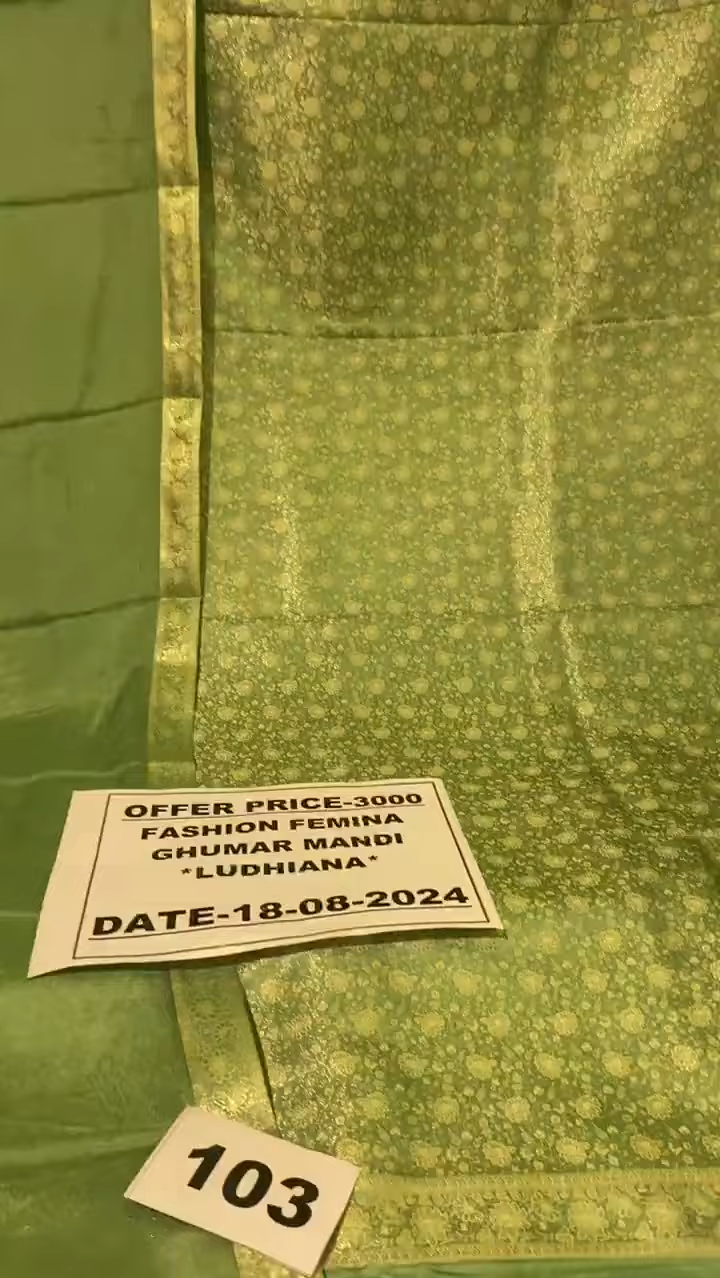 OFFER PRICE-3000
FASHION FEMINA
GHUMAR MANDI
*LUDHIANA*
DATE-18-08-2024
103